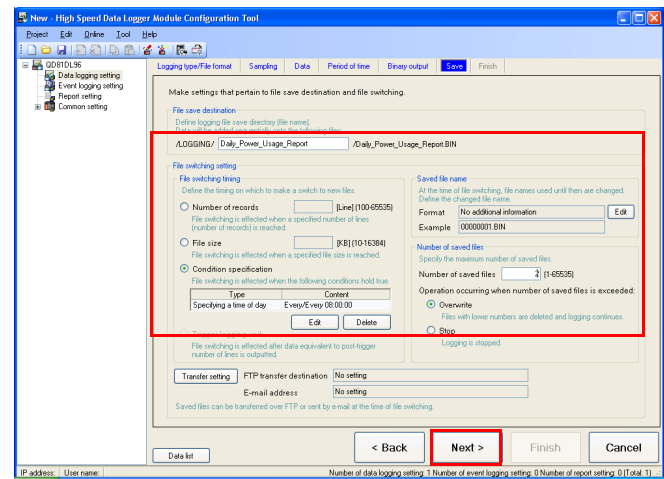 New - High Speed Data Logger Module Configuration Tool
Project Edit Online Tool Help
QD81DL96
Data logging setting
Event logging setting
Report setting
Common setting
Logging type/File format Sampling Data Period of time Binary output Save Finish
Make settings that pertain to file save destination and file switching.
File save destination
Define logging file save directory (file name).
Data will be added sequentially onto the following files:
/LOGGING/ Daily_Power_Usage_Report /Daily_Power_Usage_Report.BIN
File switching setting
File switching timing
Define the timing on which to make a switch to new files.
Number of records [Line] (100-65535)
File switching is effected when a specified number of lines
(number of records) is reached.
File size [KB] (10-16384)
File switching is effected when a specified file size is reached.
Condition specification
File switching is effected when the following conditions hold true.
Type Content
Specifying a time of day Every/Every 08:00:00
Edit Delete
Trigger logging unit
File switching is effected after data equivalent to post-trigger
number of lines is outputted.
Saved file name
At the time of file switching, file names used until then are changed.
Define the changed file name.
Format No additional information Edit
Example 00000001.BIN
Number of saved files
Specify the maximum number of saved files.
Number of saved files (1-65535)
Operation occurring when number of saved files is exceeded:
Overwrite
Files with lower numbers are deleted and logging continues.
Stop
Logging is stopped.
Transfer setting FTP transfer destination No setting
E-mail address No setting
Saved files can be transferred over FTP or sent by e-mail at the time of file switching.
Data list < Back Next > Finish Cancel
IP address: User name: Number of data logging setting: 1 Number of event logging setting: 0 Number of report setting: 0 (Total: 1)